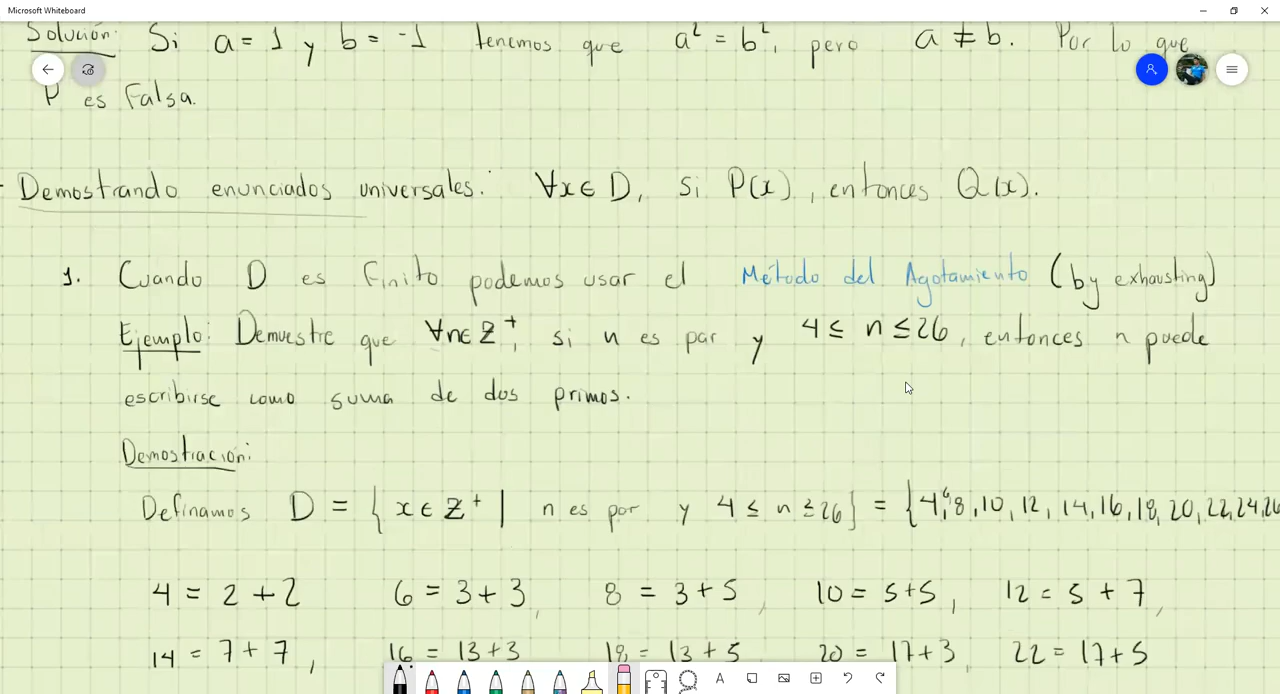 Microsoft Whiteboard
Solución: Si a = 1 y b = -1 tenemos que a² = b², pero a ≠ b. Por lo que
P es Falsa.
- Demostrando enunciados universales: ∀x ∈ D, si P(x), entonces Q(x).
1. Cuando D es finito podemos usar el Método del Agotamiento (by exhausting)
Ejemplo: Demuestre que ∀n ∈ Z⁺, si n es par y 4 ≤ n ≤ 26, entonces n puede
escribirse como suma de dos primos.
Demostración:
Definamos D = { x ∈ Z⁺ | n es par y 4 ≤ n ≤ 26} = {4, 6, 8, 10, 12, 14, 16, 18, 20, 22, 24, 26
4 = 2 + 2 6 = 3 + 3, 8 = 3 + 5, 10 = 5 + 5, 12 = 5 + 7,
14 = 7 + 7, 16 = 13 + 3 18 = 13 + 5 20 = 17 + 3, 22 = 17 + 5